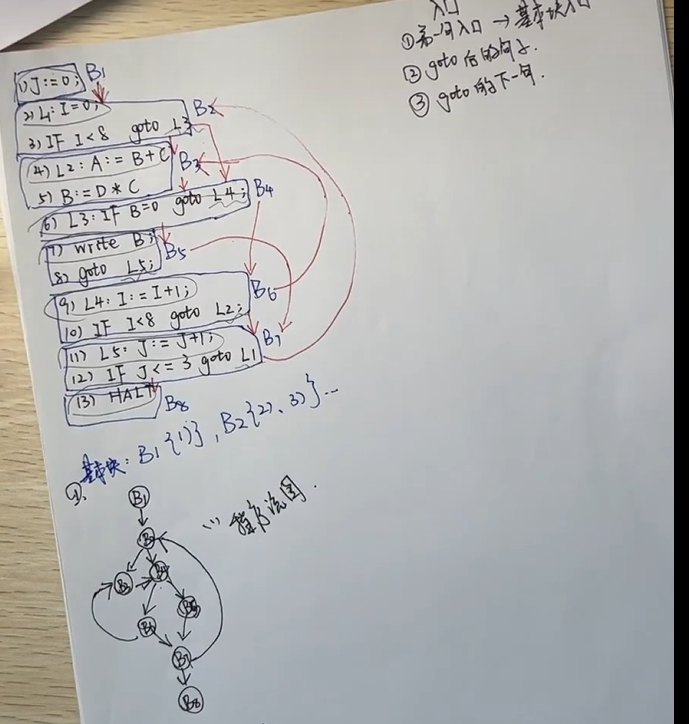 入口
① 第一句入口 → 基本块入口
② goto 后的句子.
③ goto 的下一句.
1) J:=0; B1
2) L1: I=0; B2
3) IF I<8 goto L3
4) L2: A:= B+C B3
5) B:=D*C
6) L3: IF B=0 goto L4; B4
7) write B; B5
8) goto L5;
9) L4: I:=I+1; B6
10) IF I<8 goto L2;
11) L5: J:=J+1; B7
12) IF J<=3 goto L1
13) HALT B8
基本块: B1{1)}, B2{2)、3)}...
①、
B1
B2
B3 B4
B6 B5
B7
B8
程序流图.